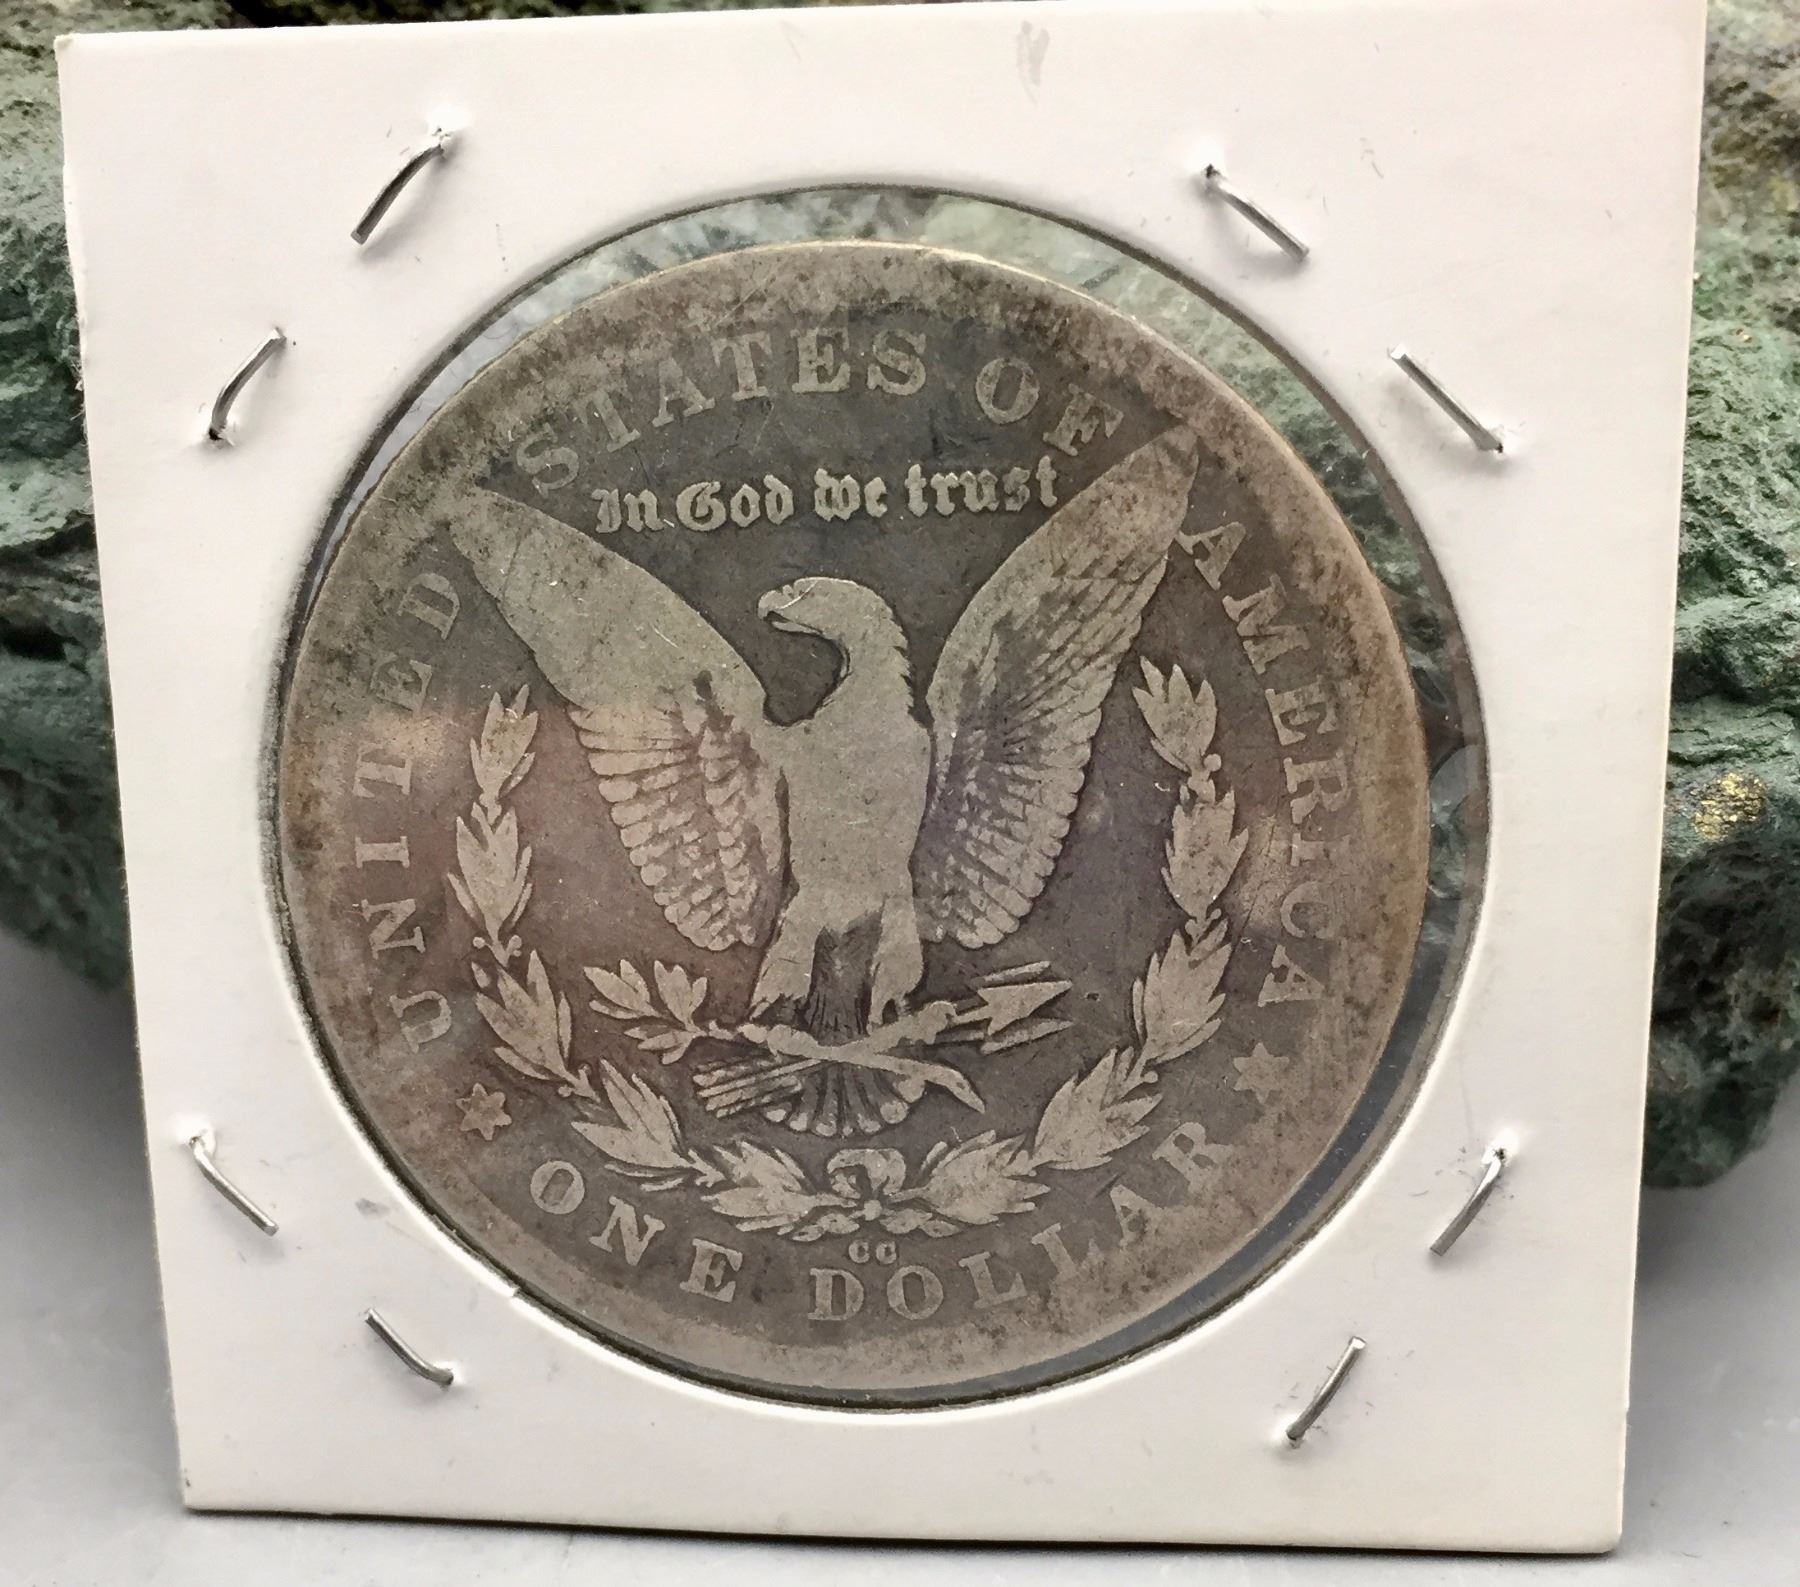 UNITED STATES OF AMERICA
In God we trust
CC
ONE DOLLAR